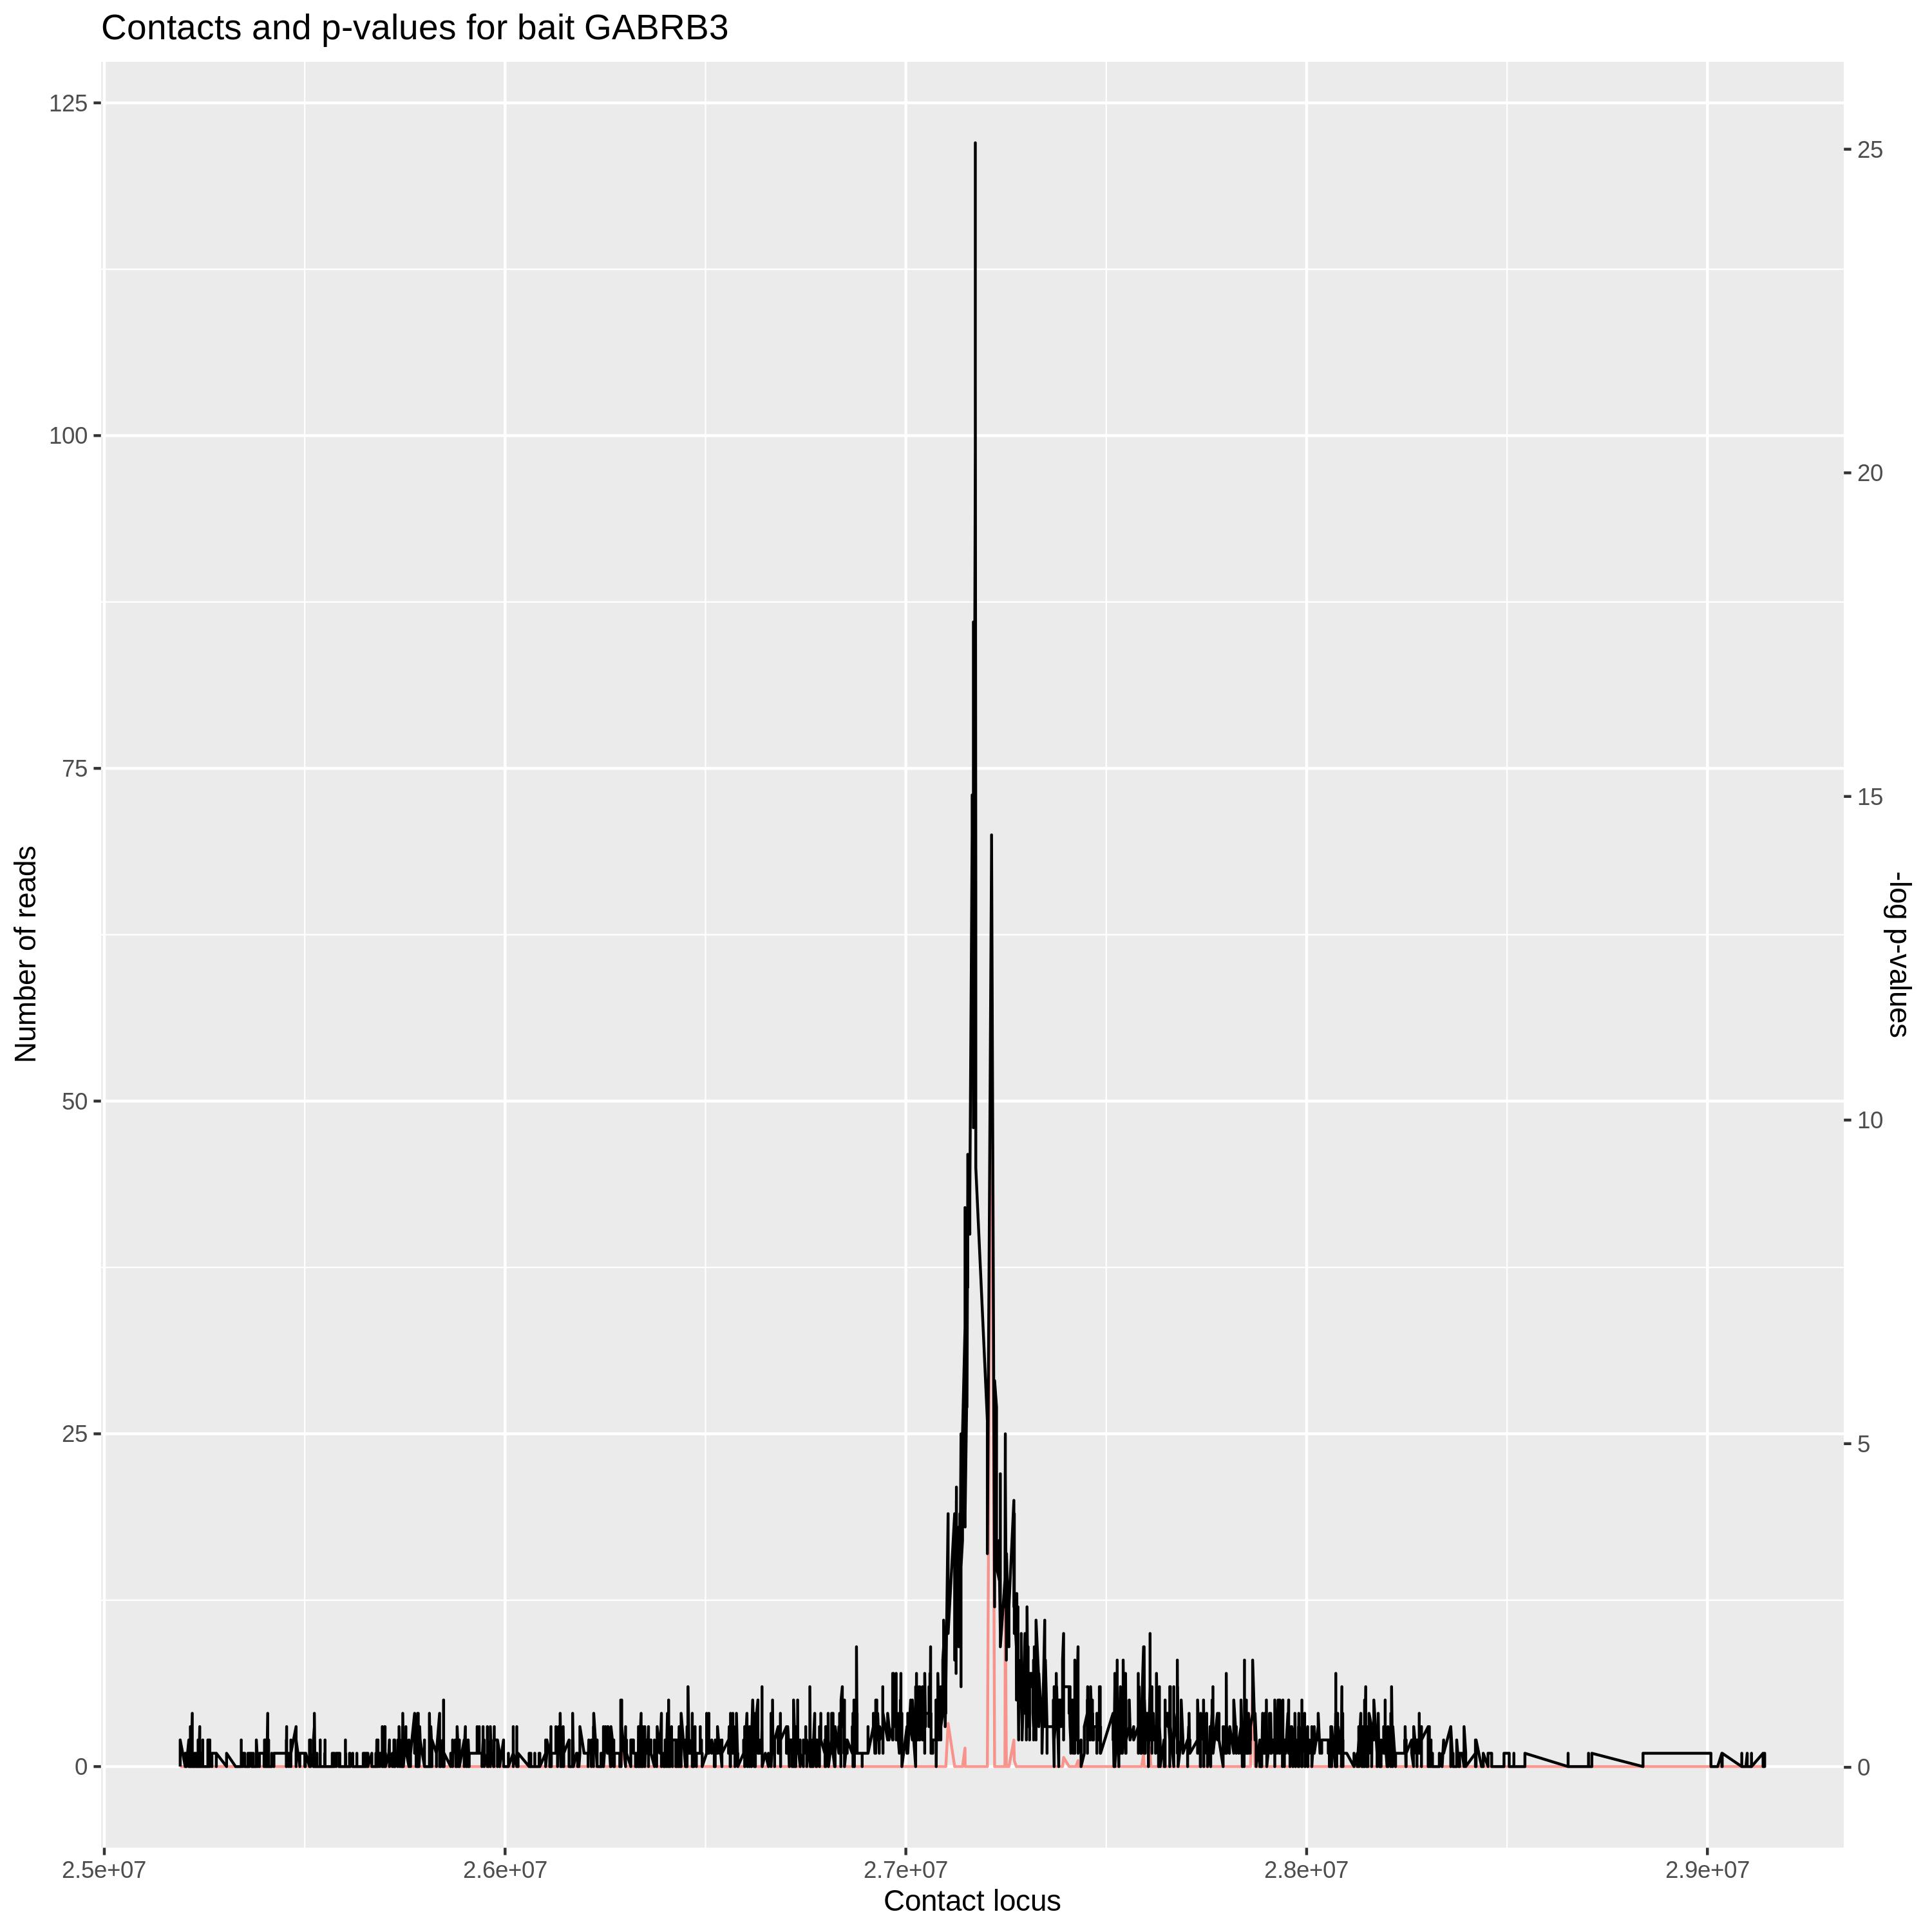 Contacts and p-values for bait GABRB3
125
100
75
50
25
0
Number of reads
25
20
15
10
5
0
-log p-values
2.5e+07
2.6e+07
2.7e+07
2.8e+07
2.9e+07
Contact locus